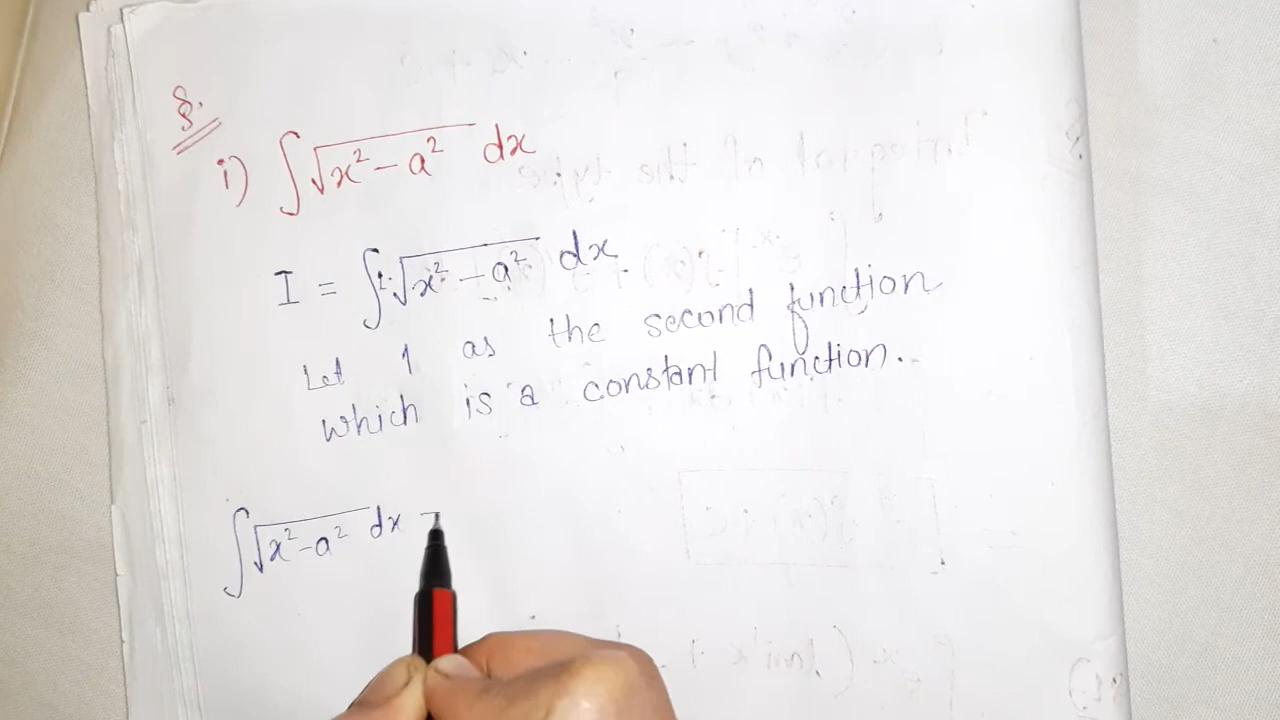 §.
i) ∫√x² − a² dx
I = ∫1·√x² − a² dx
Let 1 as the second function
which is a constant function.
∫√x² − a² dx